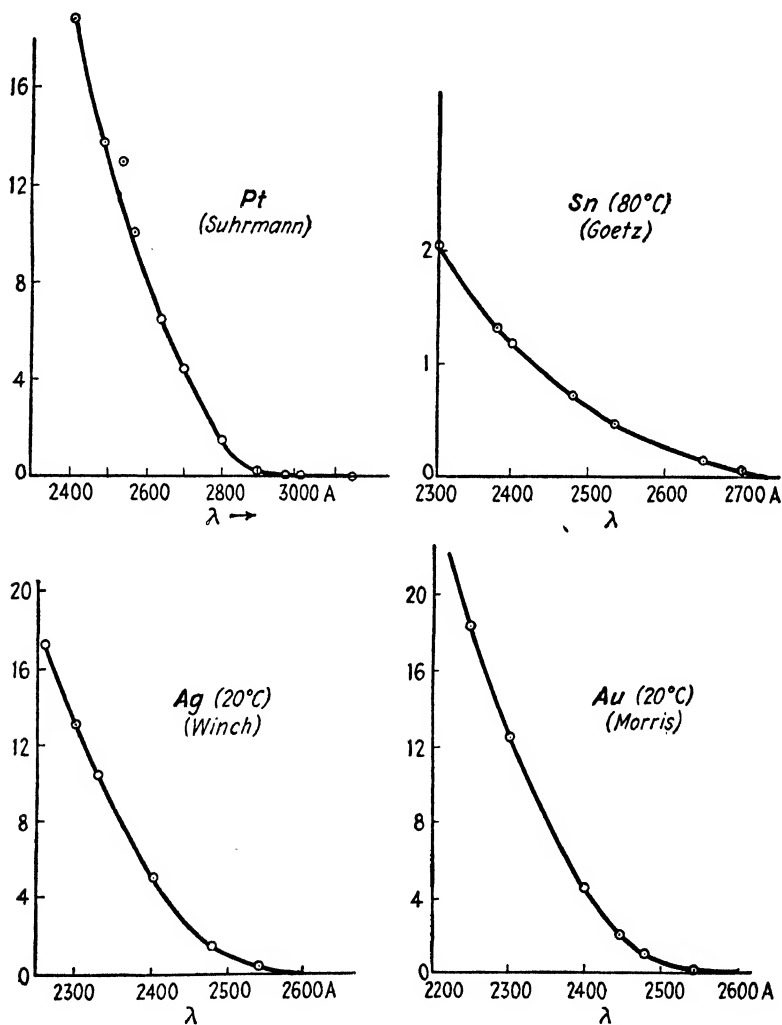 16
12
8
4
0
2400 2600 2800 3000 A
λ →
Pt
(Suhrmann)
2
1
0
2300 2400 2500 2600 2700 A
λ
Sn (80°C)
(Goetz)
20
16
12
8
4
0
2300 2400 2500 2600 A
λ
Ag (20°C)
(Winch)
20
16
12
8
4
0
2200 2300 2400 2500 2600 A
λ
Au (20°C)
(Morris)